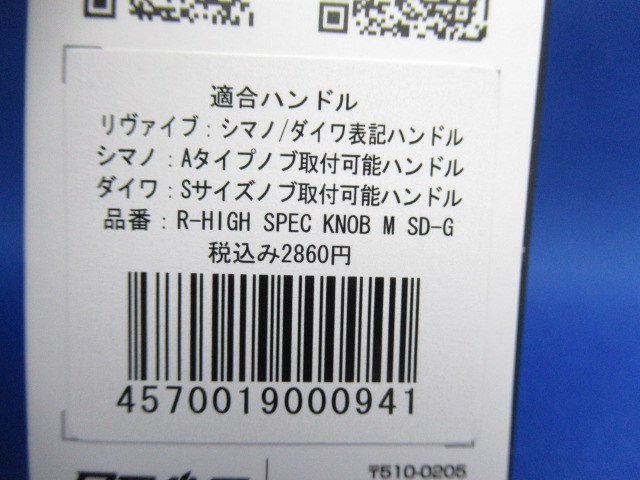 適合ハンドル
リヴァイブ：シマノ/ダイワ表記ハンドル
シマノ：Aタイプノブ取付可能ハンドル
ダイワ：Sサイズノブ取付可能ハンドル
品番：R-HIGH SPEC KNOB M SD-G
税込み2860円
4570019000941
〒510-0205